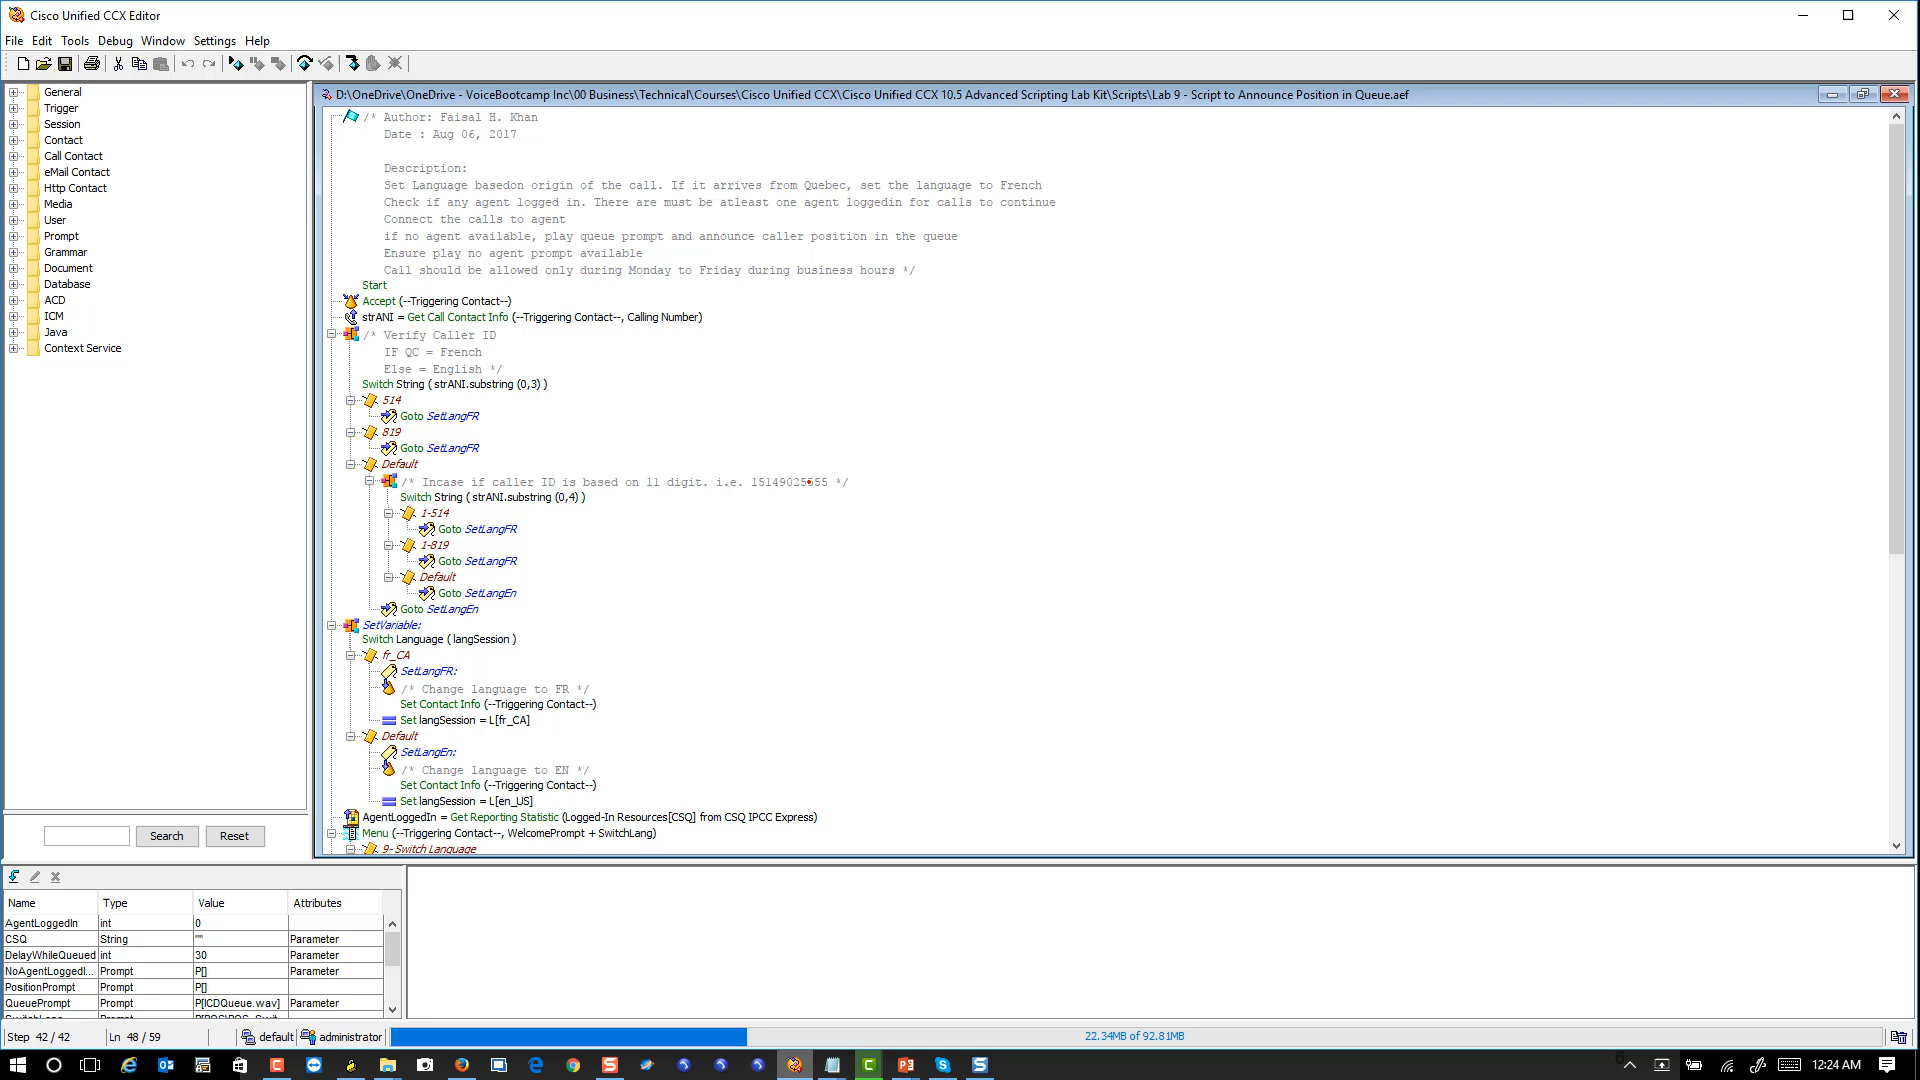 Cisco Unified CCX Editor
File Edit Tools Debug Window Settings Help
General
Trigger
Session
Contact
Call Contact
eMail Contact
Http Contact
Media
User
Prompt
Grammar
Document
Database
ACD
ICM
Java
Context Service
Search Reset
D:\OneDrive\OneDrive - VoiceBootcamp Inc\00 Business\Technical\Courses\Cisco Unified CCX\Cisco Unified CCX 10.5 Advanced Scripting Lab Kit\Scripts\Lab 9 - Script to Announce Position in Queue.aef
/* Author: Faisal H. Khan
Date : Aug 06, 2017
Description:
Set Language basedon origin of the call. If it arrives from Quebec, set the language to French
Check if any agent logged in. There are must be atleast one agent loggedin for calls to continue
Connect the calls to agent
if no agent available, play queue prompt and announce caller position in the queue
Ensure play no agent prompt available
Call should be allowed only during Monday to Friday during business hours */
Start
Accept (--Triggering Contact--)
strANI = Get Call Contact Info (--Triggering Contact--, Calling Number)
/* Verify Caller ID
IF QC = French
Else = English */
Switch String ( strANI.substring (0,3) )
514
Goto SetLangFR
819
Goto SetLangFR
Default
/* Incase if caller ID is based on 11 digit. i.e. 15149025555 */
Switch String ( strANI.substring (0,4) )
1-514
Goto SetLangFR
1-819
Goto SetLangFR
Default
Goto SetLangEn
Goto SetLangEn
SetVariable:
Switch Language ( langSession )
fr_CA
SetLangFR:
/* Change language to FR */
Set Contact Info (--Triggering Contact--)
Set langSession = L[fr_CA]
Default
SetLangEn:
/* Change language to EN */
Set Contact Info (--Triggering Contact--)
Set langSession = L[en_US]
AgentLoggedIn = Get Reporting Statistic (Logged-In Resources[CSQ] from CSQ IPCC Express)
Menu (--Triggering Contact--, WelcomePrompt + SwitchLang)
9- Switch Language
Name Type Value Attributes
AgentLoggedIn int 0
CSQ String "" Parameter
DelayWhileQueued int 30 Parameter
NoAgentLoggedI... Prompt P[] Parameter
PositionPrompt Prompt P[]
QueuePrompt Prompt P[ICDQueue.wav] Parameter
Step 42 / 42 Ln 48 / 59 default administrator 22.34MB of 92.81MB
12:24 AM